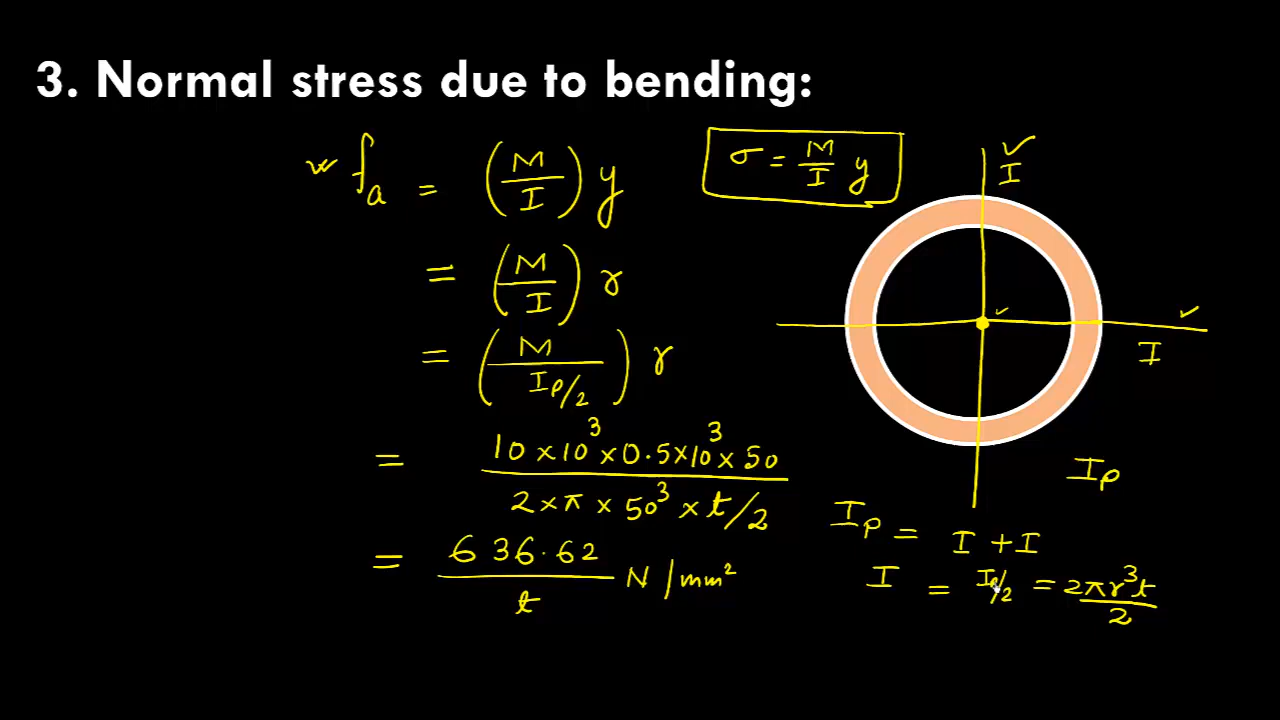 3. Normal stress due to bending:
fa = (M/I) y
σ = M/I y
I
= (M/I) r
= (M/(Ip/2)) r
I
= 10 × 10³ × 0.5 × 10³ × 50 / 2 × π × 50³ × t/2
Ip
Ip = I + I
= 636.62/t N/mm²
I = Ip/2 = 2πr³t/2